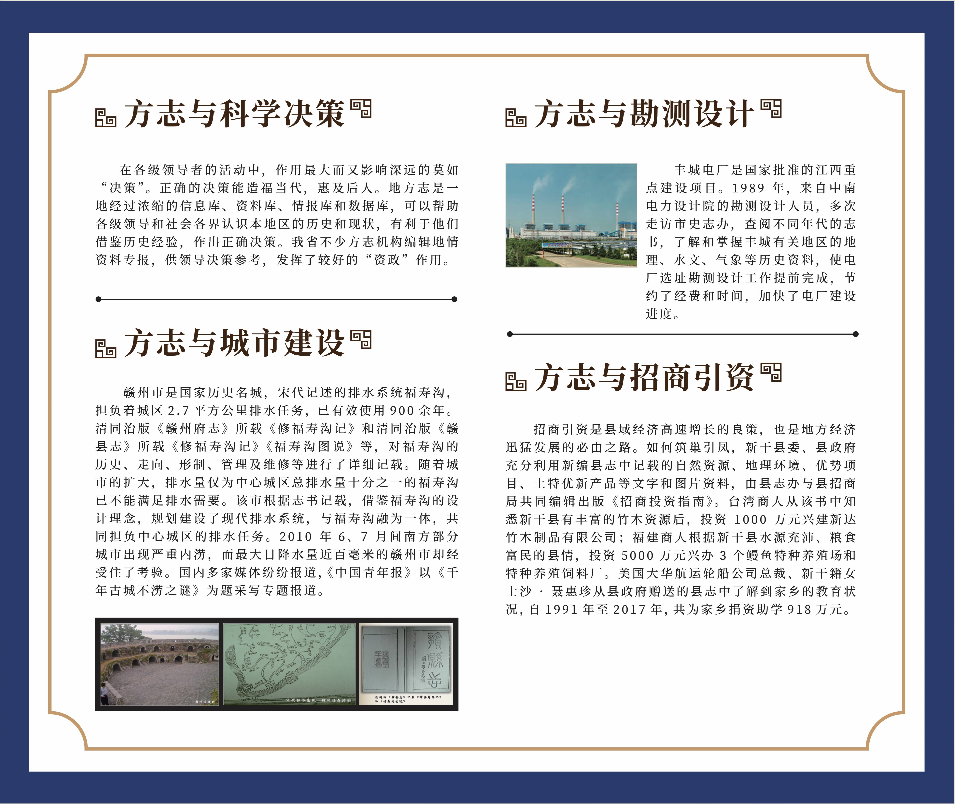 方志与科学决策
在各级领导者的活动中，作用最大而又影响深远的莫如
“决策”。正确的决策能造福当代，惠及后人。地方志是一
地经过浓缩的信息库、资料库、情报库和数据库，可以帮助
各级领导和社会各界认识本地区的历史和现状，有利于他们
借鉴历史经验，作出正确决策。我省不少方志机构编辑地情
资料专报，供领导决策参考，发挥了较好的“资政”作用。
方志与城市建设
赣州市是国家历史名城，宋代记述的排水系统福寿沟，
担负着城区 2.7 平方公里排水任务，已有效使用 900 余年。
清同治版《赣州府志》所载《修福寿沟记》和清同治版《赣
县志》所载《修福寿沟记》《福寿沟图说》等，对福寿沟的
历史、走向、形制、管理及维修等进行了详细记载。随着城
市的扩大，排水量仅为中心城区总排水量十分之一的福寿沟
已不能满足排水需要。该市根据志书记载，借鉴福寿沟的设
计理念，规划建设了现代排水系统，与福寿沟融为一体，共
同担负中心城区的排水任务。2010 年 6、7 月间南方部分
城市出现严重内涝，而最大日降水量近百毫米的赣州市却经
受住了考验。国内多家媒体纷纷报道，《中国青年报》以《千
年古城不涝之谜》为题采写专题报道。
方志与勘测设计
丰城电厂是国家批准的江西重
点建设项目。1989 年，来自中南
电力设计院的勘测设计人员，多次
走访市史志办，查阅不同年代的志
书，了解和掌握丰城有关地区的地
理、水文、气象等历史资料，使电
厂选址勘测设计工作提前完成，节
约了经费和时间，加快了电厂建设
进度。
方志与招商引资
招商引资是县域经济高速增长的良策，也是地方经济
迅猛发展的必由之路。如何筑巢引凤，新干县委、县政府
充分利用新编县志中记载的自然资源、地理环境、优势项
目、土特优新产品等文字和图片资料，由县志办与县招商
局共同编辑出版《招商投资指南》。台湾商人从该书中知
悉新干县有丰富的竹木资源后，投资 1000 万元兴建新达
竹木制品有限公司；福建商人根据新干县水源充沛、粮食
富民的县情，投资 5000 万元兴办 3 个鳗鱼特种养殖场和
特种养殖饲料厂。美国大华航运轮船公司总裁、新干籍女
士沙·聂惠珍从县政府赠送的县志中了解到家乡的教育状
况，自 1991 年至 2017 年，共为家乡捐资助学 918 万元。